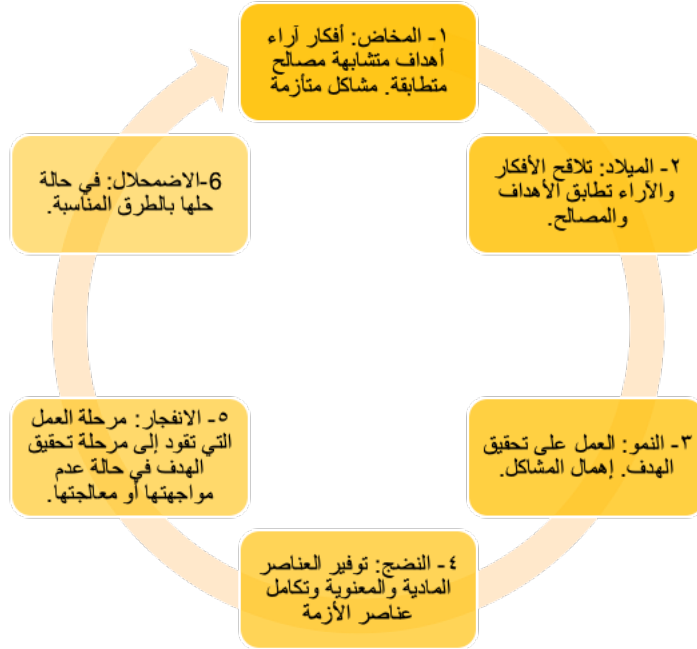 ١- المخاض: أفكار آراء
أهداف متشابهة مصالح
متطابقة. مشاكل متأزمة
٢- الميلاد: تلاقح الأفكار
والآراء تطابق الأهداف
والمصالح.
٣- النمو: العمل على تحقيق
الهدف. إهمال المشاكل.
٤- النضج: توفير العناصر
المادية والمعنوية وتكامل
عناصر الأزمة
٥- الانفجار: مرحلة العمل
التي تقود إلى مرحلة تحقيق
الهدف في حالة عدم
مواجهتها أو معالجتها.
6-الاضمحلال: في حالة
حلها بالطرق المناسبة.